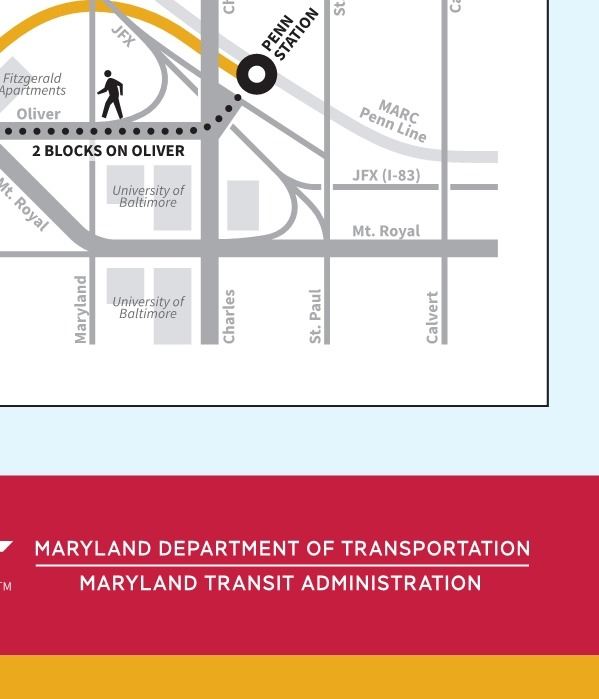 Ch
St.
Ca
JFX
PENN
STATION
Fitzgerald
Apartments
Oliver
MARC
Penn Line
2 BLOCKS ON OLIVER
JFX (I-83)
University of
Baltimore
Mt. Royal
Mt. Royal
University of
Baltimore
Maryland
Charles
St. Paul
Calvert
MARYLAND DEPARTMENT OF TRANSPORTATION
TM
MARYLAND TRANSIT ADMINISTRATION